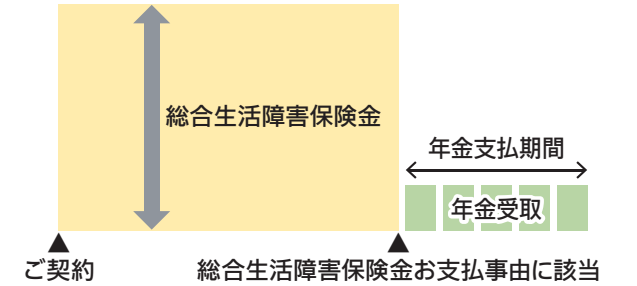 総合生活障害保険金
年金支払期間
年金受取
ご契約
総合生活障害保険金お支払事由に該当